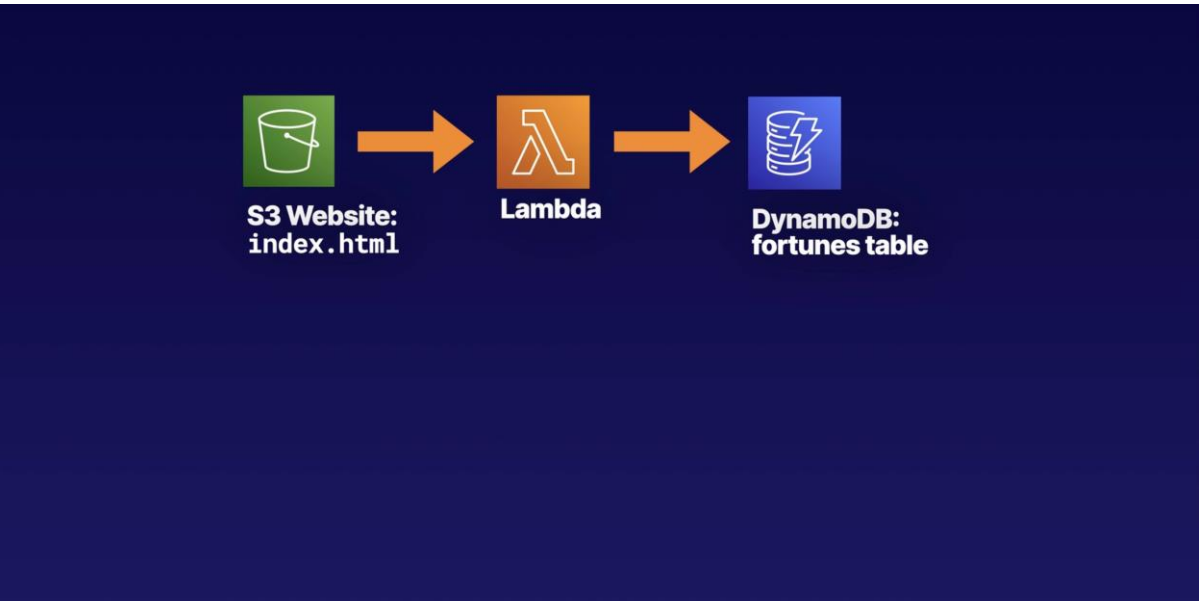 S3 Website:
index.html
Lambda
DynamoDB:
fortunes table